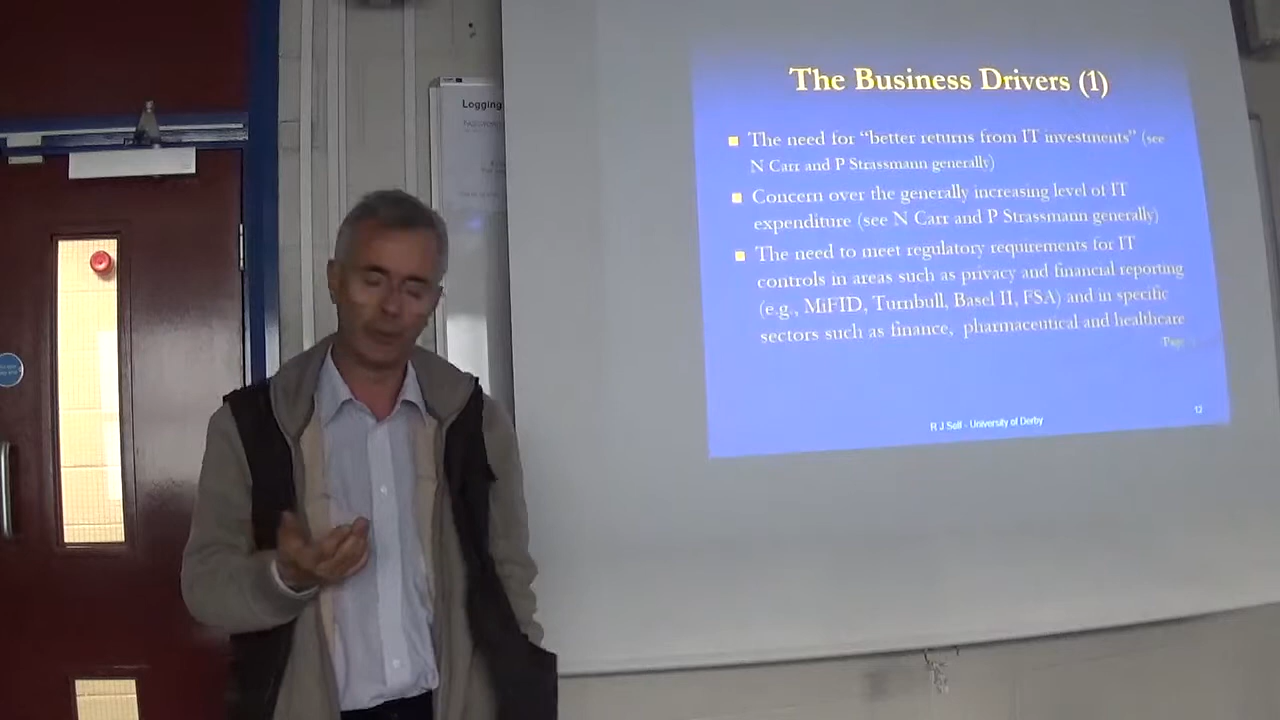 Logging
The Business Drivers (1)
The need for “better returns from IT investments” (see
N Carr and P Strassmann generally)
Concern over the generally increasing level of IT
expenditure (see N Carr and P Strassmann generally)
The need to meet regulatory requirements for IT
controls in areas such as privacy and financial reporting
(e.g., MiFID, Turnbull, Basel II, FSA) and in specific
sectors such as finance, pharmaceutical and healthcare
R J Sell - University of Derby